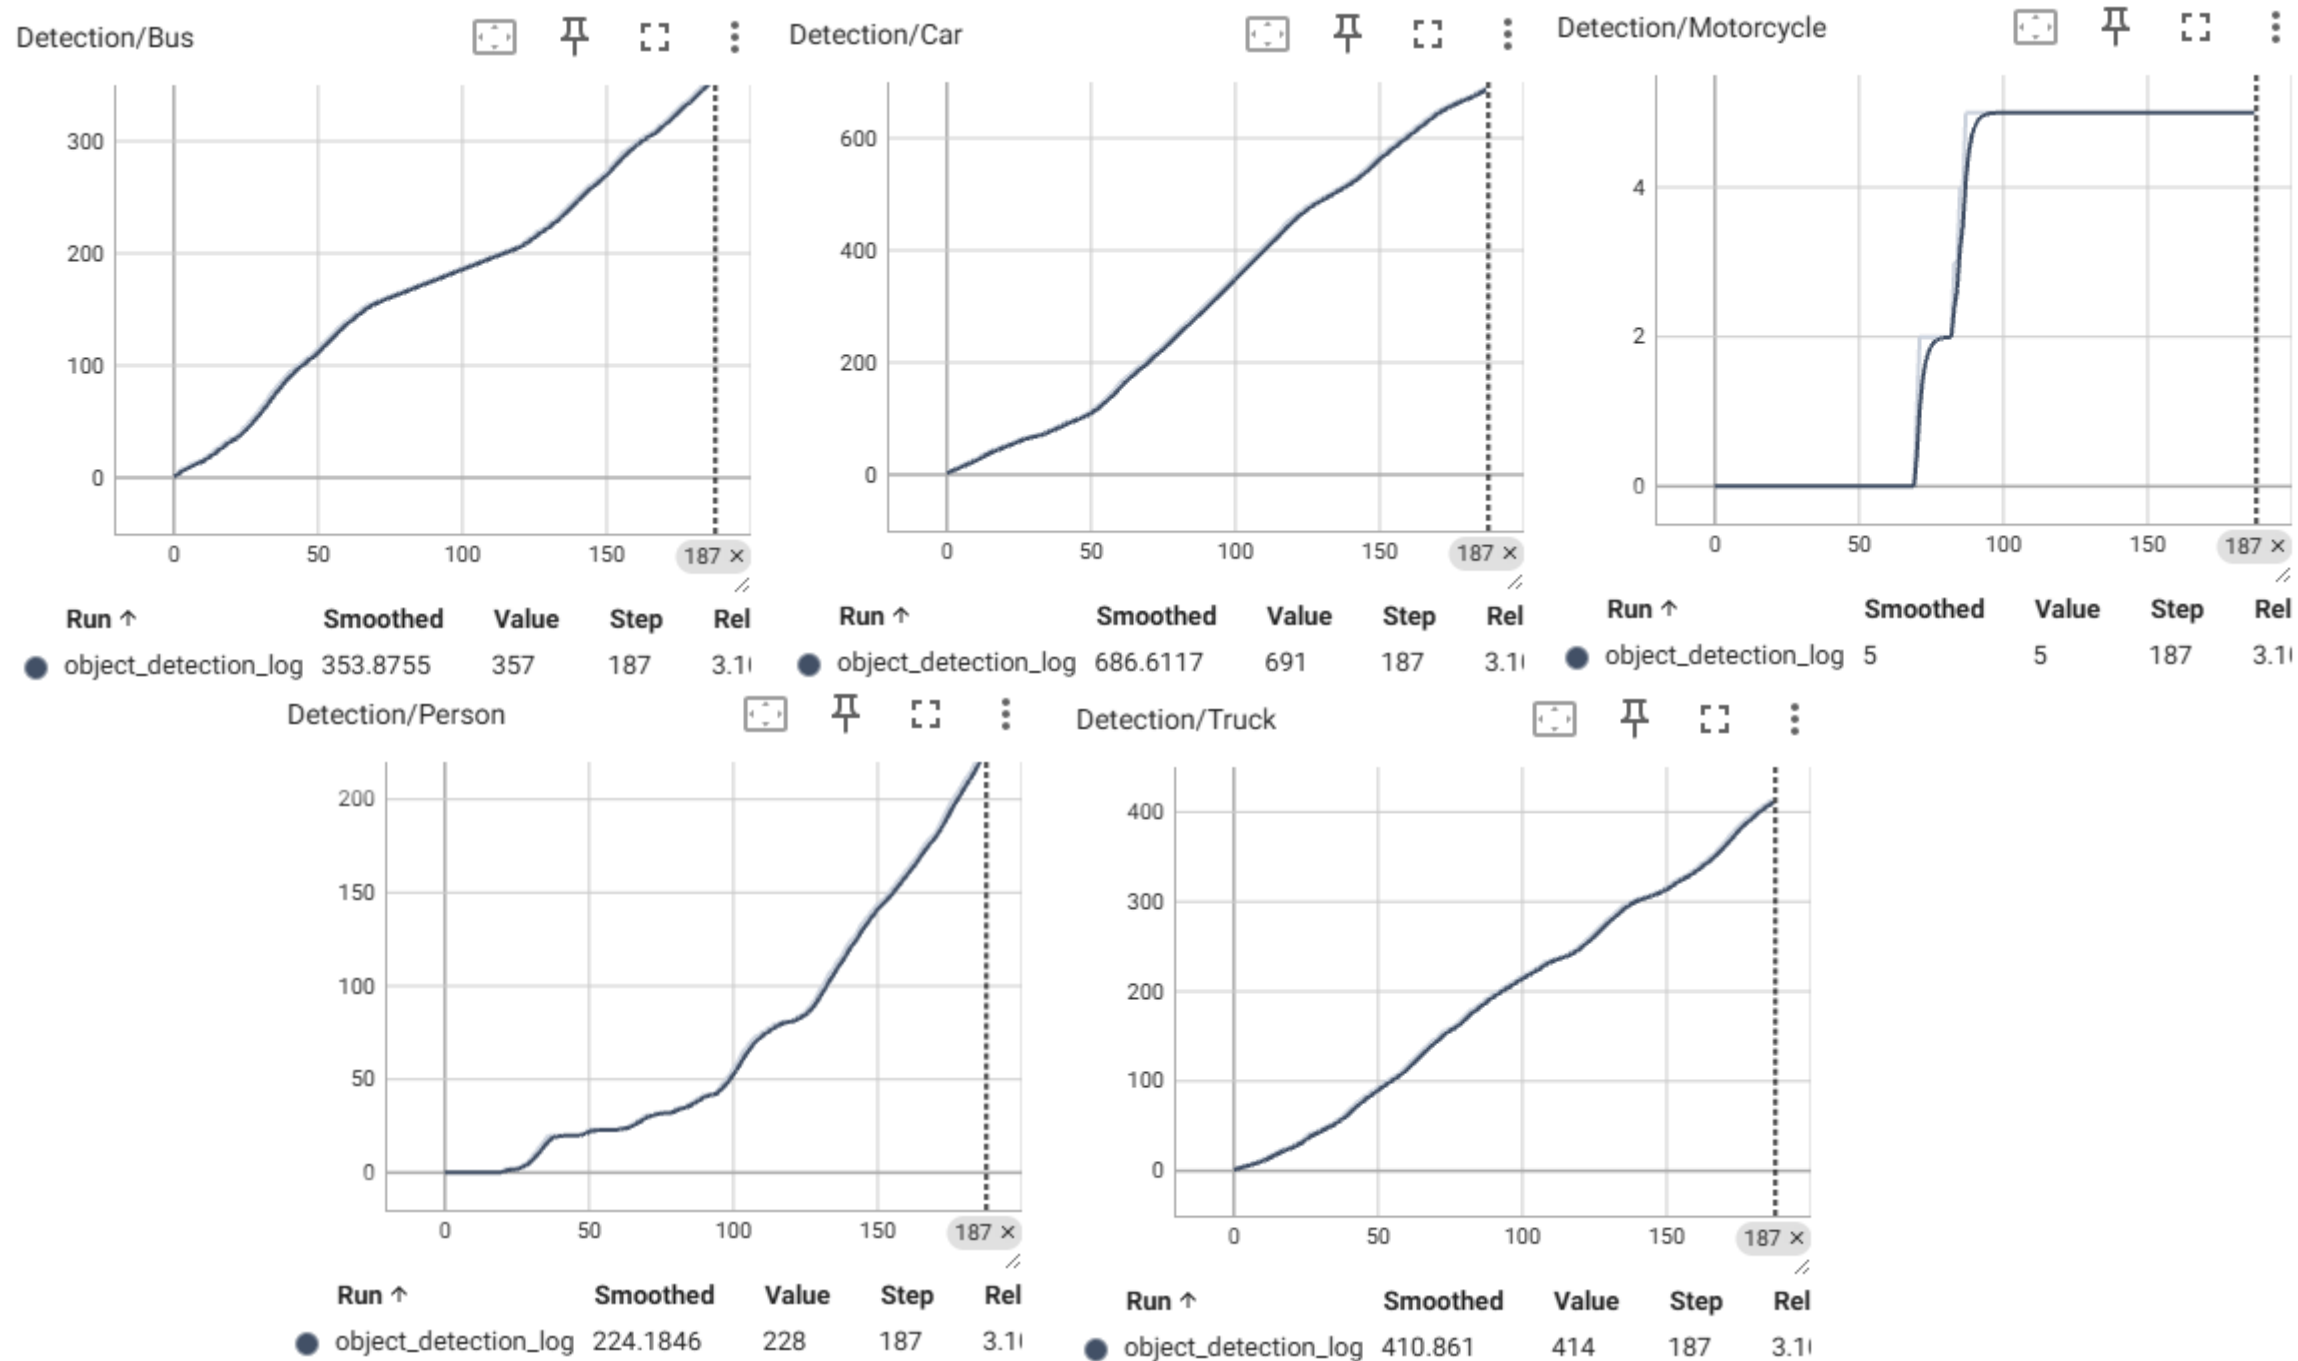 Detection/Bus
300
200
100
0
0 50 100 150 187 ×
Run ↑ Smoothed Value Step Rel
object_detection_log 353.8755 357 187 3.1
Detection/Car
600
400
200
0
0 50 100 150 187 ×
Run ↑ Smoothed Value Step Rel
object_detection_log 686.6117 691 187 3.1
Detection/Motorcycle
4
2
0
0 50 100 150 187 ×
Run ↑ Smoothed Value Step Rel
object_detection_log 5 5 187 3.1
Detection/Person
200
150
100
50
0
0 50 100 150 187 ×
Run ↑ Smoothed Value Step Rel
object_detection_log 224.1846 228 187 3.1
Detection/Truck
400
300
200
100
0
0 50 100 150 187 ×
Run ↑ Smoothed Value Step Rel
object_detection_log 410.861 414 187 3.1